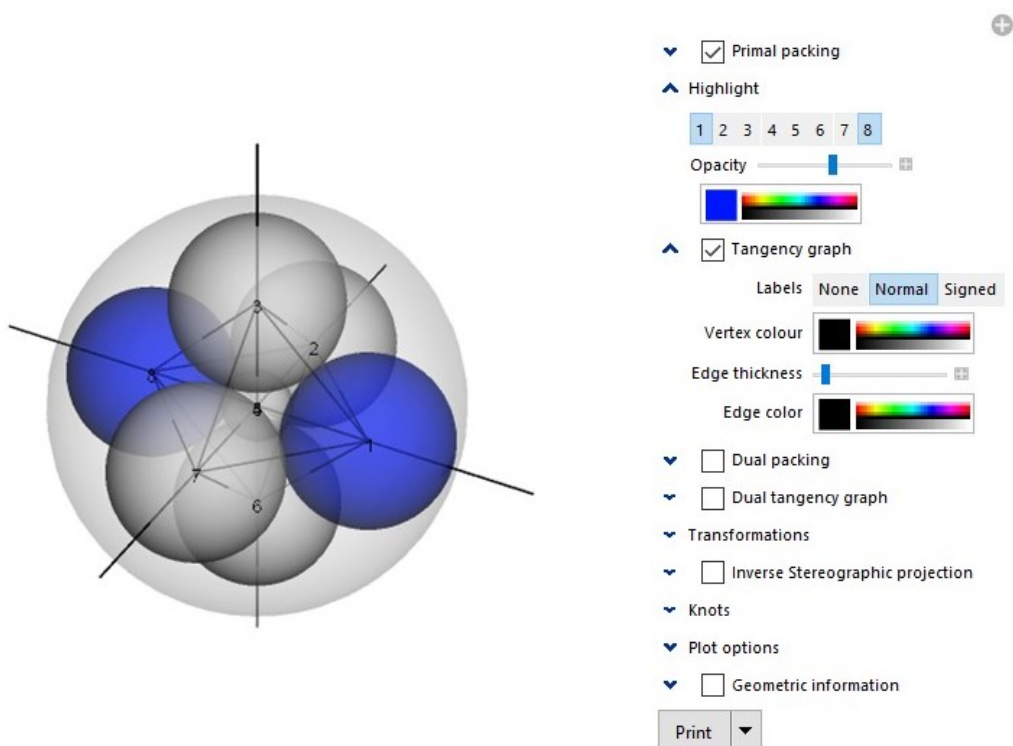 Primal packing
Highlight
1 2 3 4 5 6 7 8
Opacity
Tangency graph
Labels None Normal Signed
Vertex colour
Edge thickness
Edge color
Dual packing
Dual tangency graph
Transformations
Inverse Stereographic projection
Knots
Plot options
Geometric information
Print
3
2
8
1
7
6